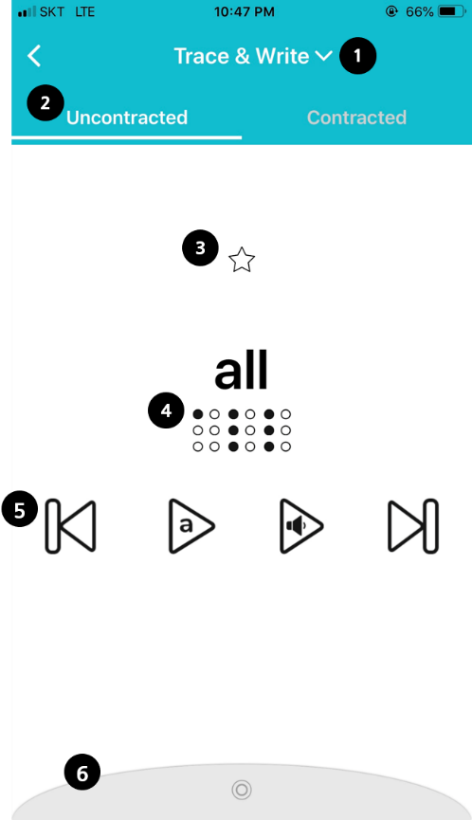 SKT LTE 10:47 PM 66%
Trace & Write 1
2 Uncontracted Contracted
3
all
4
5 a
6